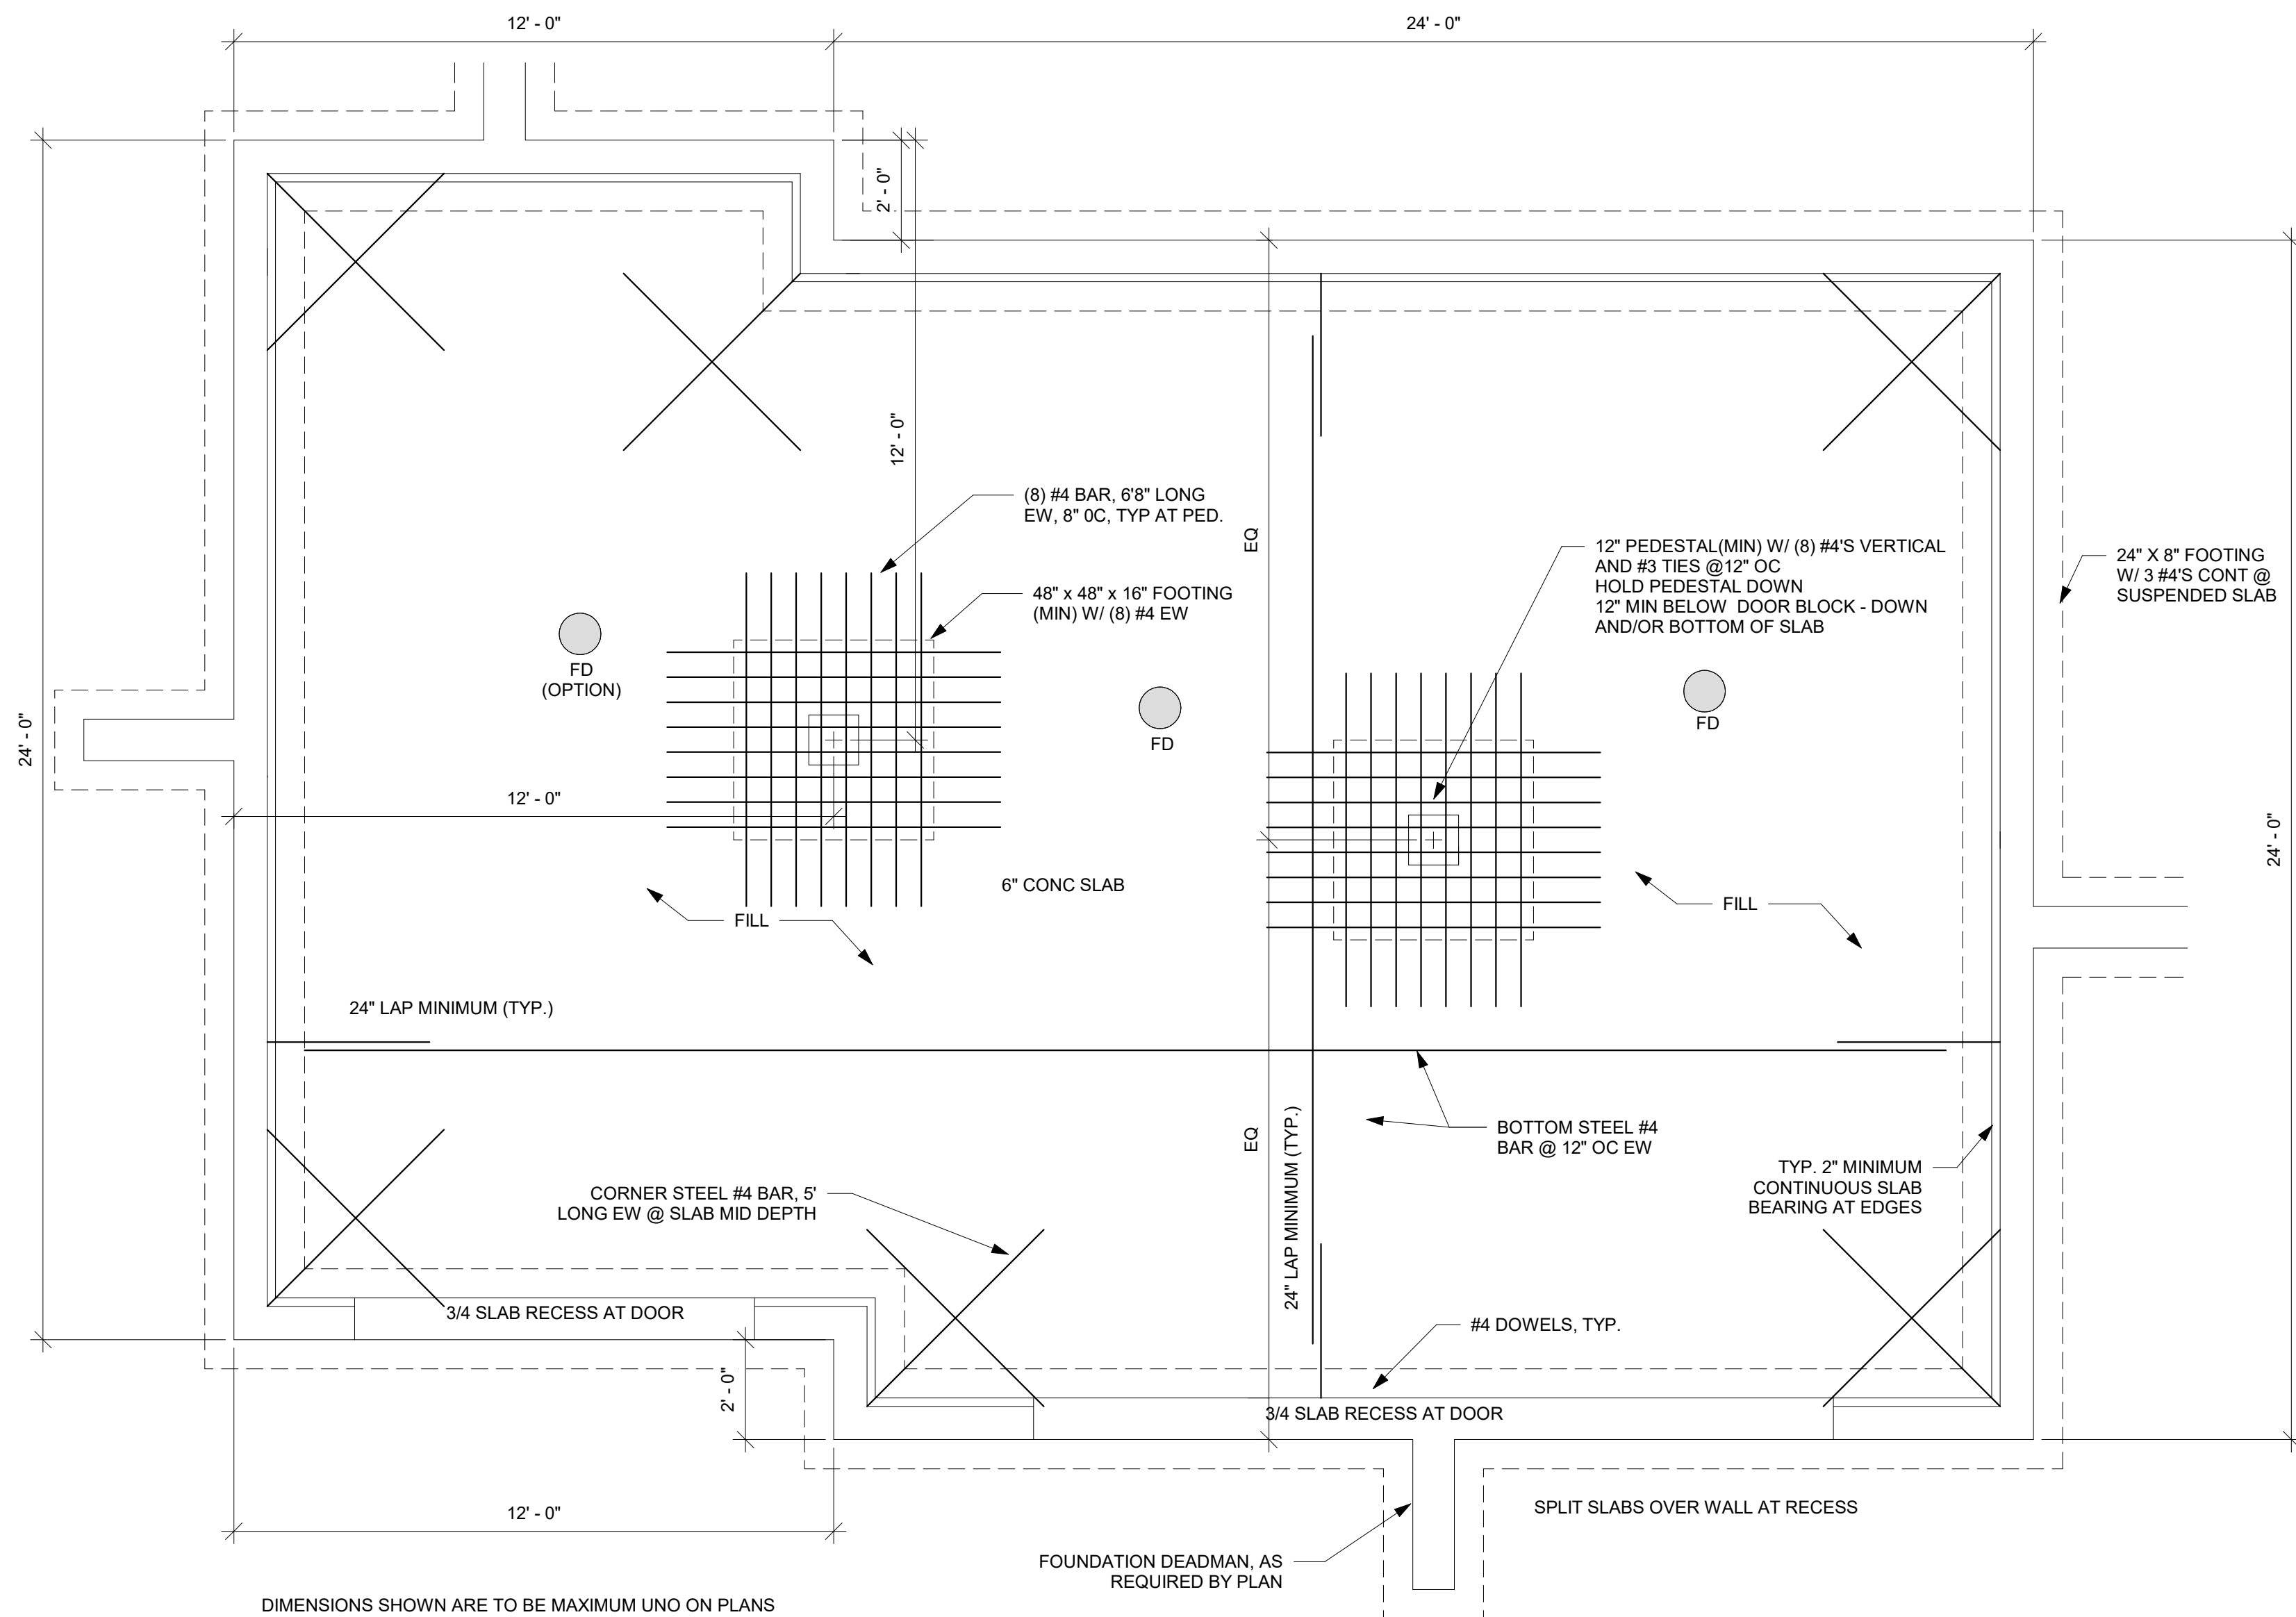 12' - 0"
24' - 0"
2' - 0"
12' - 0"
(8) #4 BAR, 6'8" LONG
EW, 8" 0C, TYP AT PED.
48" x 48" x 16" FOOTING
(MIN) W/ (8) #4 EW
EQ
12" PEDESTAL(MIN) W/ (8) #4'S VERTICAL
AND #3 TIES @12" OC
HOLD PEDESTAL DOWN
12" MIN BELOW DOOR BLOCK - DOWN
AND/OR BOTTOM OF SLAB
24" X 8" FOOTING
W/ 3 #4'S CONT @
SUSPENDED SLAB
FD
(OPTION)
FD
FD
24' - 0"
12' - 0"
24' - 0"
6" CONC SLAB
FILL
FILL
24" LAP MINIMUM (TYP.)
EQ
24" LAP MINIMUM (TYP.)
BOTTOM STEEL #4
BAR @ 12" OC EW
TYP. 2" MINIMUM
CONTINUOUS SLAB
BEARING AT EDGES
CORNER STEEL #4 BAR, 5'
LONG EW @ SLAB MID DEPTH
3/4 SLAB RECESS AT DOOR
#4 DOWELS, TYP.
2' - 0"
3/4 SLAB RECESS AT DOOR
12' - 0"
SPLIT SLABS OVER WALL AT RECESS
FOUNDATION DEADMAN, AS
REQUIRED BY PLAN
DIMENSIONS SHOWN ARE TO BE MAXIMUM UNO ON PLANS